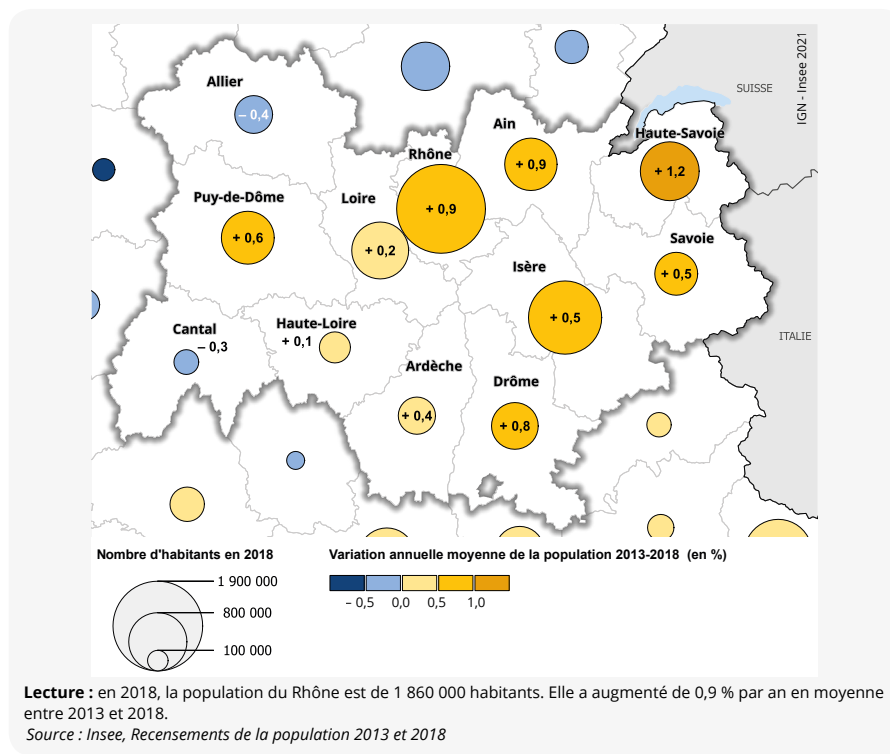 IGN - Insee 2021
SUISSE
Allier
– 0,4
Ain
+ 0,9
Haute-Savoie
+ 1,2
Rhône
+ 0,9
Puy-de-Dôme
+ 0,6
Loire
+ 0,2
Savoie
+ 0,5
Isère
+ 0,5
ITALIE
Cantal
– 0,3
Haute-Loire
+ 0,1
Ardèche
+ 0,4
Drôme
+ 0,8
Nombre d'habitants en 2018
1 900 000
800 000
100 000
Variation annuelle moyenne de la population 2013-2018 (en %)
– 0,5 0,0 0,5 1,0
Lecture : en 2018, la population du Rhône est de 1 860 000 habitants. Elle a augmenté de 0,9 % par an en moyenne
entre 2013 et 2018.
Source : Insee, Recensements de la population 2013 et 2018